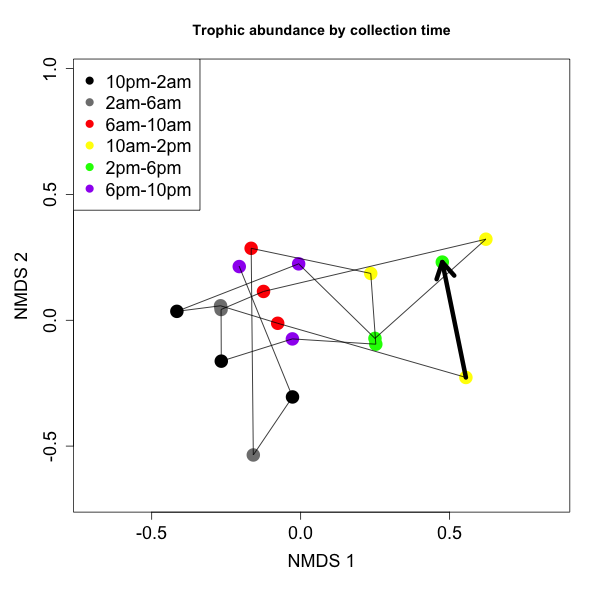 Trophic abundance by collection time
10pm-2am
2am-6am
6am-10am
10am-2pm
2pm-6pm
6pm-10pm
1.0
0.5
0.0
-0.5
NMDS 2
-0.5 0.0 0.5
NMDS 1